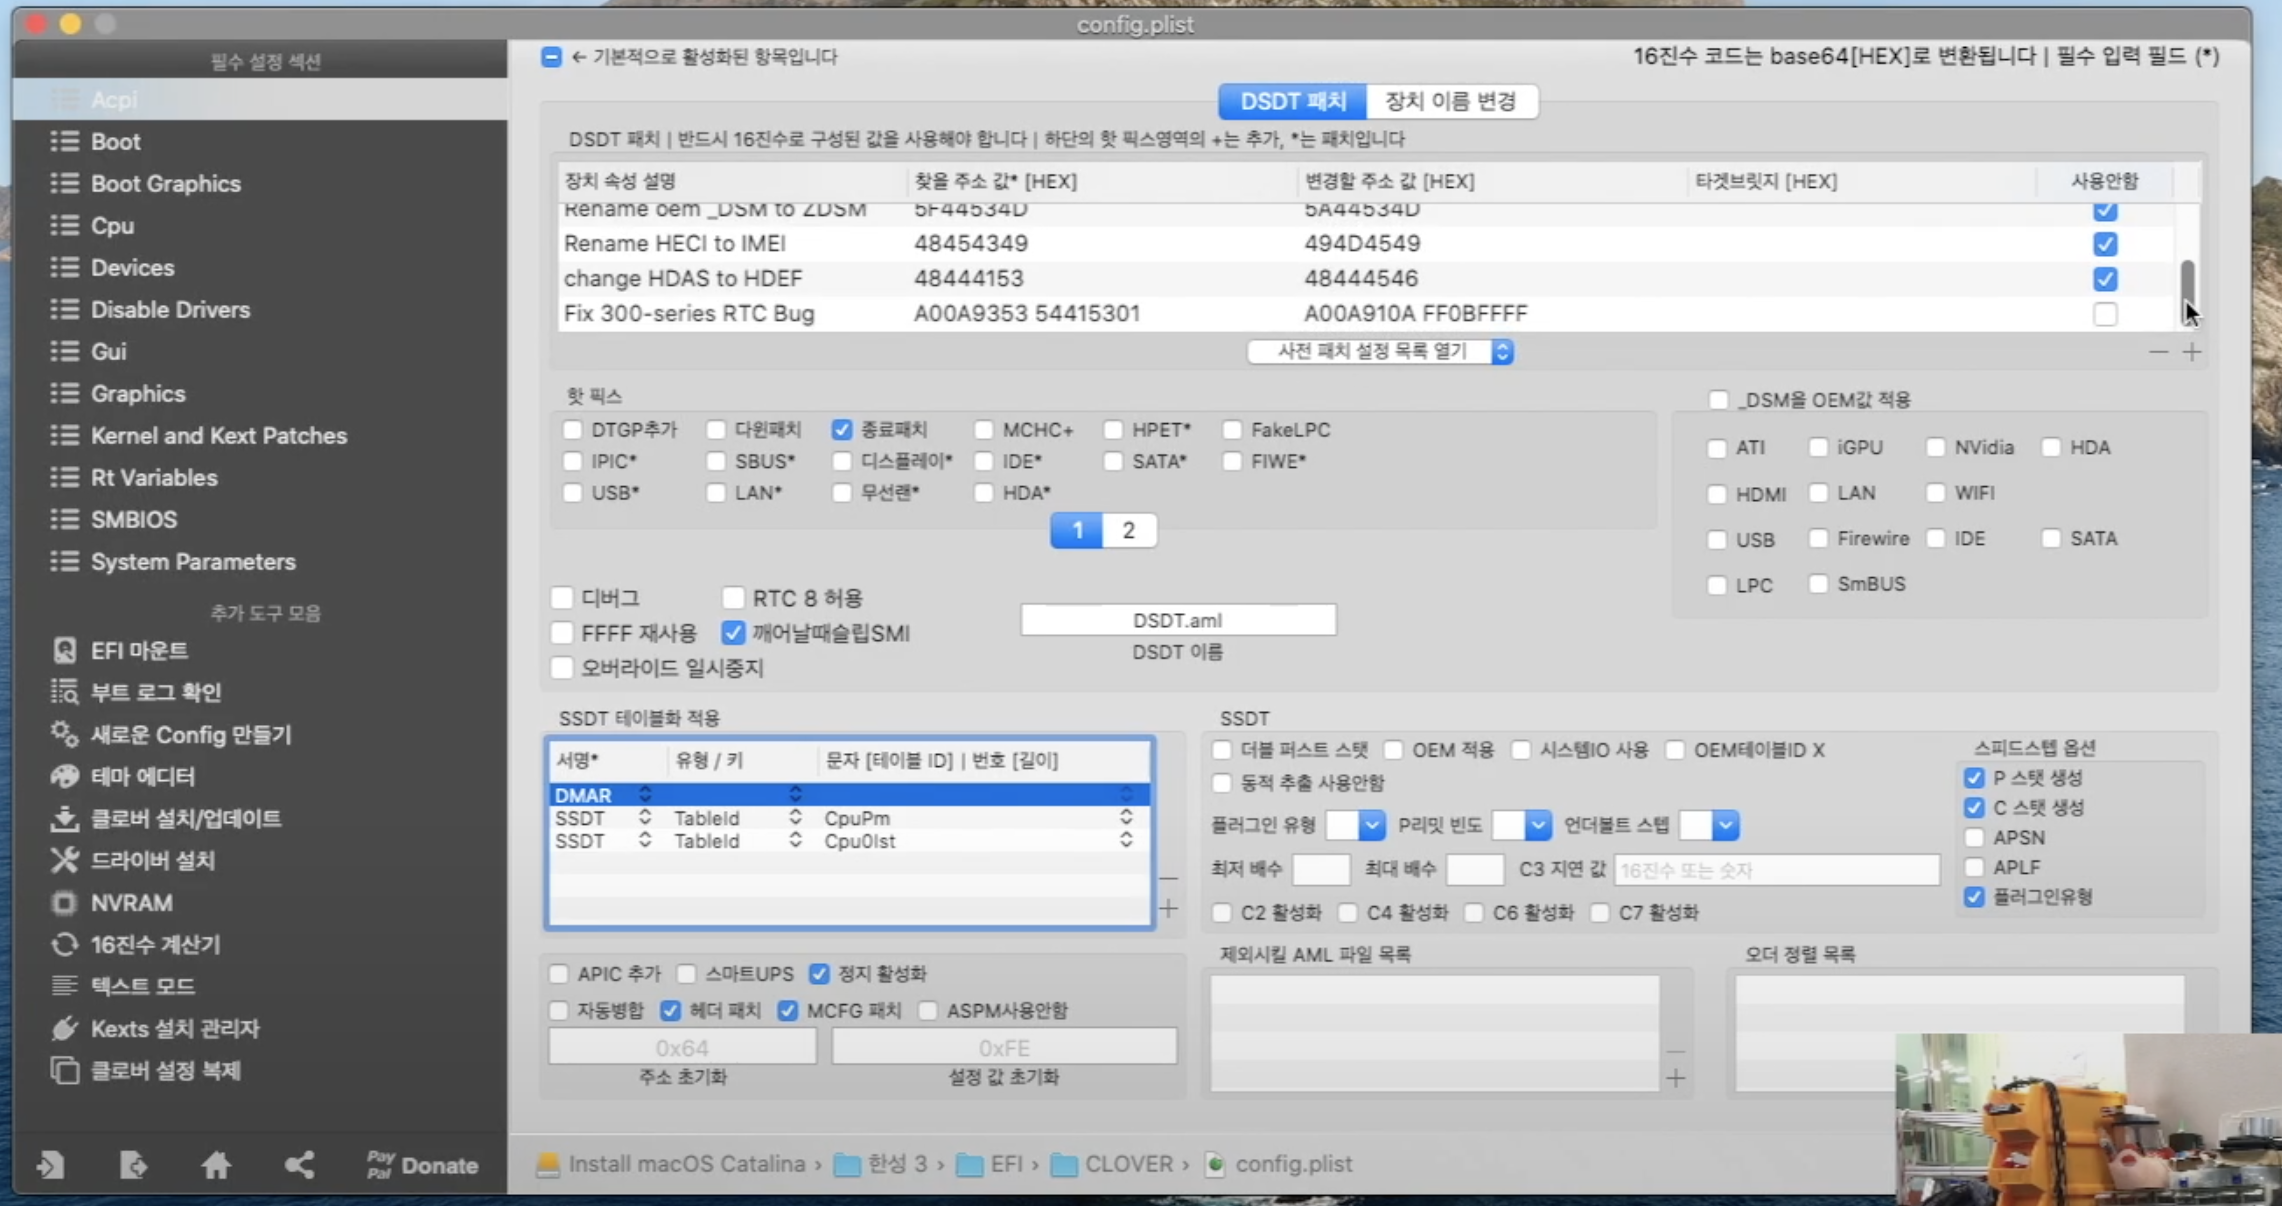 config.plist
필수 설정 섹션
Acpi
Boot
Boot Graphics
Cpu
Devices
Disable Drivers
Gui
Graphics
Kernel and Kext Patches
Rt Variables
SMBIOS
System Parameters
추가 도구 모음
EFI 마운트
부트 로그 확인
새로운 Config 만들기
테마 에디터
클로버 설치/업데이트
드라이버 설치
NVRAM
16진수 계산기
텍스트 모드
Kexts 설치 관리자
클로버 설정 복제
Pay Pal Donate
← 기본적으로 활성화된 항목입니다
16진수 코드는 base64[HEX]로 변환됩니다 | 필수 입력 필드 (*)
DSDT 패치 장치 이름 변경
DSDT 패치 | 반드시 16진수로 구성된 값을 사용해야 합니다 | 하단의 핫 픽스영역의 +는 추가, *는 패치입니다
장치 속성 설명 찾을 주소 값* [HEX] 변경할 주소 값 [HEX] 타겟브릿지 [HEX] 사용안함
Rename oem _DSM to ZDSM 5F44534D 5A44534D
Rename HECI to IMEI 48454349 494D4549
change HDAS to HDEF 48444153 48444546
Fix 300-series RTC Bug A00A9353 54415301 A00A910A FF0BFFFF
사전 패치 설정 목록 열기 − +
핫 픽스
DTGP추가 다윈패치 종료패치 MCHC+ HPET* FakeLPC
IPIC* SBUS* 디스플레이* IDE* SATA* FIWE*
USB* LAN* 무선랜* HDA*
1 2
_DSM을 OEM값 적용
ATI iGPU NVidia HDA
HDMI LAN WIFI
USB Firewire IDE SATA
LPC SmBUS
디버그 RTC 8 허용
FFFF 재사용 깨어날때슬립SMI
오버라이드 일시중지
DSDT.aml
DSDT 이름
SSDT 테이블화 적용
서명* 유형 / 키 문자 [테이블 ID] | 번호 [길이]
DMAR
SSDT TableId CpuPm
SSDT TableId Cpu0Ist
−
+
SSDT
더블 퍼스트 스탯 OEM 적용 시스템IO 사용 OEM테이블ID X
동적 추출 사용안함
플러그인 유형 P리밋 빈도 언더볼트 스텝
최저 배수 최대 배수 C3 지연 값 16진수 또는 숫자
C2 활성화 C4 활성화 C6 활성화 C7 활성화
스피드스텝 옵션
P 스탯 생성
C 스탯 생성
APSN
APLF
플러그인유형
APIC 추가 스마트UPS 정지 활성화
자동병합 헤더 패치 MCFG 패치 ASPM사용안함
0x64 0xFE
주소 초기화 설정 값 초기화
제외시킬 AML 파일 목록
−
+
오더 정렬 목록
Install macOS Catalina › 한성 3 › EFI › CLOVER › config.plist